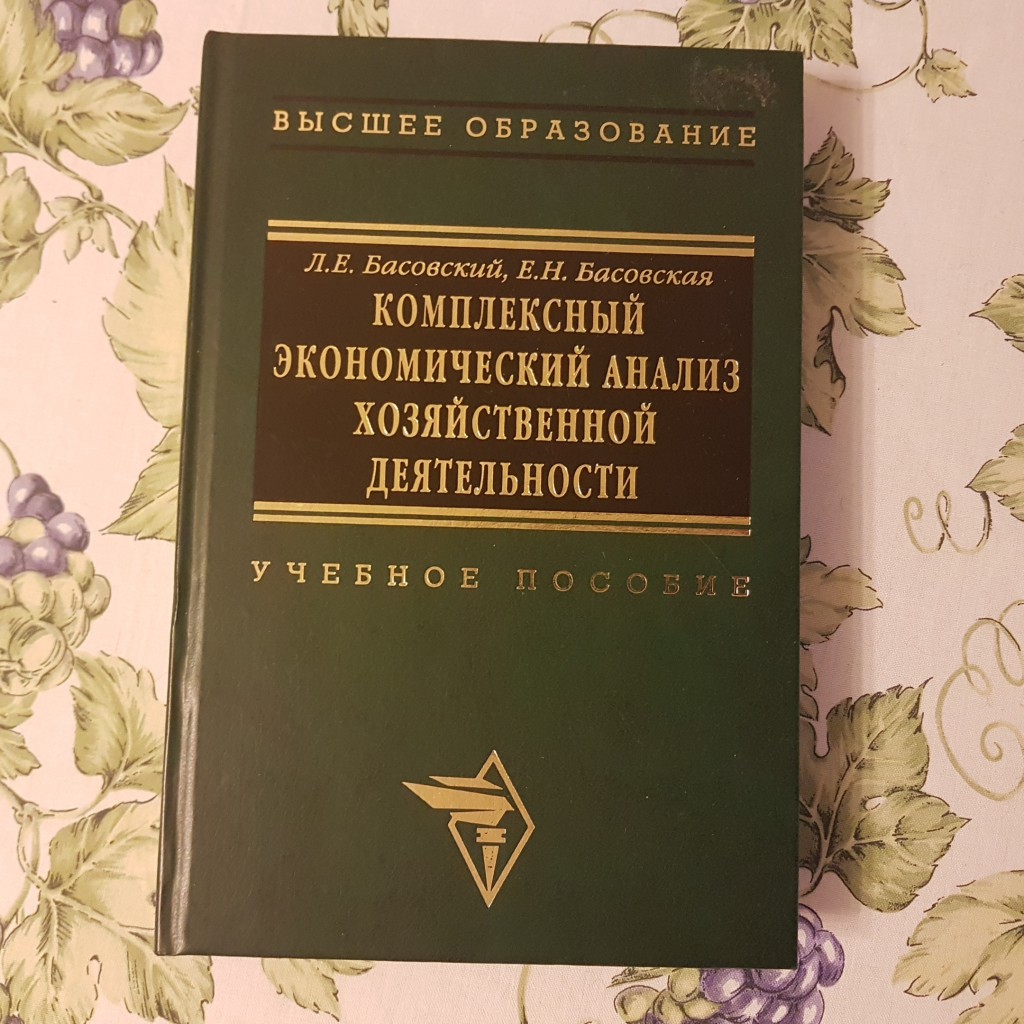 ВЫСШЕЕ ОБРАЗОВАНИЕ
Л.Е. Басовский, Е.Н. Басовская
КОМПЛЕКСНЫЙ
ЭКОНОМИЧЕСКИЙ АНАЛИЗ
ХОЗЯЙСТВЕННОЙ
ДЕЯТЕЛЬНОСТИ
УЧЕБНОЕ ПОСОБИЕ